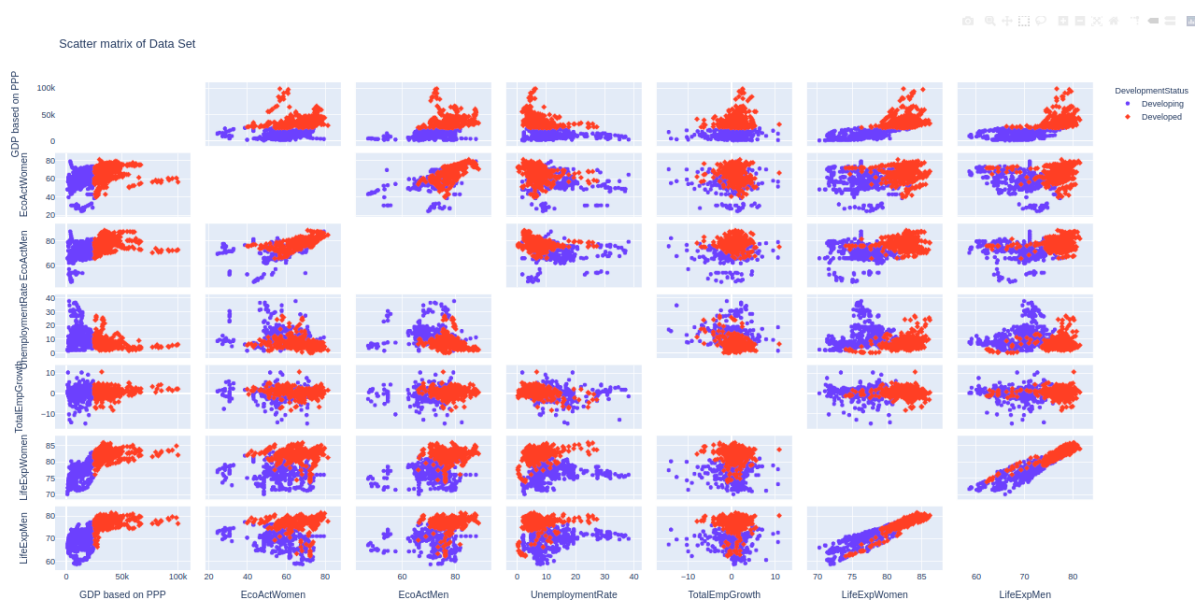 Scatter matrix of Data Set
DevelopmentStatus
Developing
Developed
GDP based on PPP
100k
50k
0
EcoActWomen
80
60
40
20
EcoActMen
80
60
UnemploymentRate
40
30
20
10
0
TotalEmpGrowth
10
0
−10
LifeExpWomen
85
80
75
70
LifeExpMen
80
70
60
0 50k 100k 20 40 60 80 60 80 0 10 20 30 40 −10 0 10 70 75 80 85 60 70 80
GDP based on PPP EcoActWomen EcoActMen UnemploymentRate TotalEmpGrowth LifeExpWomen LifeExpMen